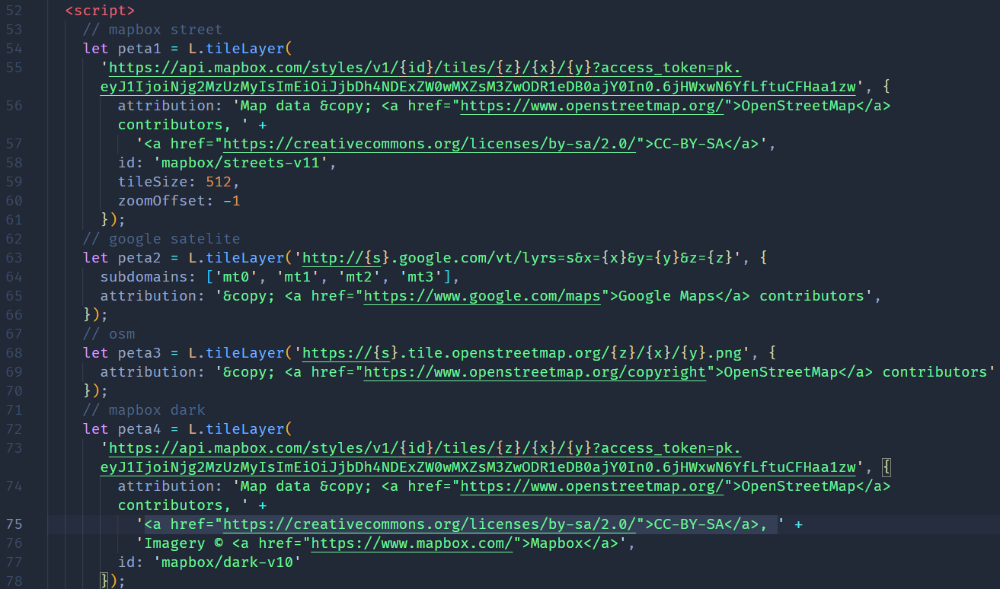 52 <script>
53 // mapbox street
54 let peta1 = L.tileLayer(
55 'https://api.mapbox.com/styles/v1/{id}/tiles/{z}/{x}/{y}?access_token=pk.
eyJ1IjoiNjg2MzUzMyIsImEiOiJjbDh4NDExZW0wMXZsM3ZwODR1eDB0ajY0In0.6jHWxwN6YfLftuCFHaa1zw', {
56 attribution: 'Map data &copy; <a href="https://www.openstreetmap.org/">OpenStreetMap</a>
contributors, ' +
57 '<a href="https://creativecommons.org/licenses/by-sa/2.0/">CC-BY-SA</a>',
58 id: 'mapbox/streets-v11',
59 tileSize: 512,
60 zoomOffset: -1
61 });
62 // google satelite
63 let peta2 = L.tileLayer('http://{s}.google.com/vt/lyrs=s&x={x}&y={y}&z={z}', {
64 subdomains: ['mt0', 'mt1', 'mt2', 'mt3'],
65 attribution: '&copy; <a href="https://www.google.com/maps">Google Maps</a> contributors',
66 });
67 // osm
68 let peta3 = L.tileLayer('https://{s}.tile.openstreetmap.org/{z}/{x}/{y}.png', {
69 attribution: '&copy; <a href="https://www.openstreetmap.org/copyright">OpenStreetMap</a> contributors'
70 });
71 // mapbox dark
72 let peta4 = L.tileLayer(
73 'https://api.mapbox.com/styles/v1/{id}/tiles/{z}/{x}/{y}?access_token=pk.
eyJ1IjoiNjg2MzUzMyIsImEiOiJjbDh4NDExZW0wMXZsM3ZwODR1eDB0ajY0In0.6jHWxwN6YfLftuCFHaa1zw', {
74 attribution: 'Map data &copy; <a href="https://www.openstreetmap.org/">OpenStreetMap</a>
contributors, ' +
75 '<a href="https://creativecommons.org/licenses/by-sa/2.0/">CC-BY-SA</a>, ' +
76 'Imagery © <a href="https://www.mapbox.com/">Mapbox</a>',
77 id: 'mapbox/dark-v10'
78 });